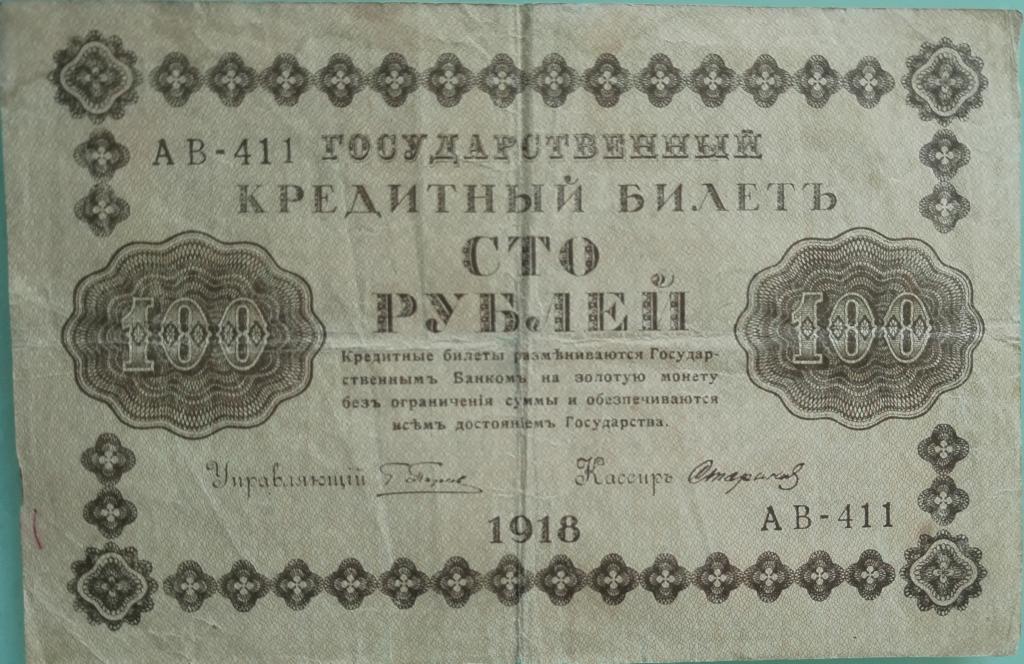 АВ-411 ГОСУДАРСТВЕННЫЙ
КРЕДИТНЫЙ БИЛЕТЪ
СТО
РУБЛЕЙ
100 100
Кредитные билеты размѣниваются Государ-
ственнымъ Банкомъ на золотую монету
безъ ограниченія суммы и обезпечиваются
всѣмъ достояніемъ Государства.
Управляющій Кассиръ
1918 АВ-411